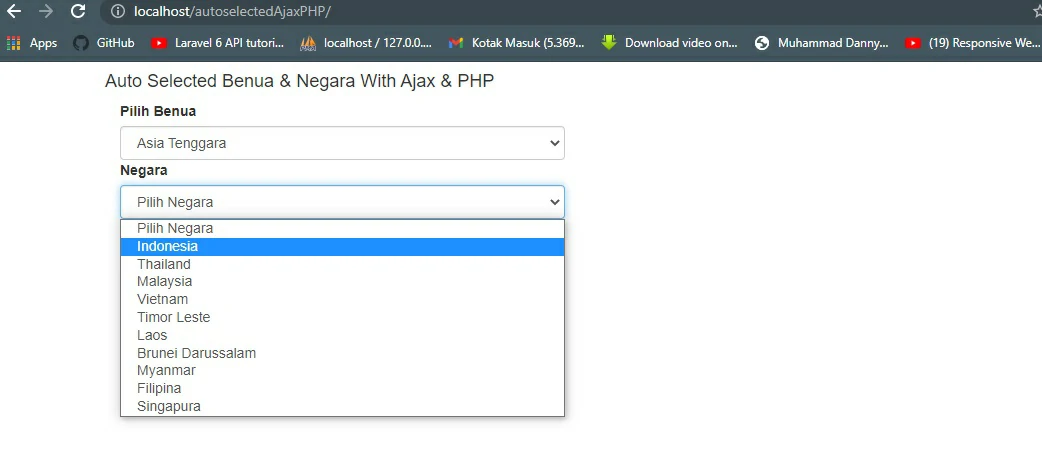 localhost/autoselectedAjaxPHP/
Apps GitHub Laravel 6 API tutori... localhost / 127.0.0.... Kotak Masuk (5.369... Download video on... Muhammad Danny... (19) Responsive We...
Auto Selected Benua & Negara With Ajax & PHP
Pilih Benua
Asia Tenggara
Negara
Pilih Negara
Pilih Negara
Indonesia
Thailand
Malaysia
Vietnam
Timor Leste
Laos
Brunei Darussalam
Myanmar
Filipina
Singapura